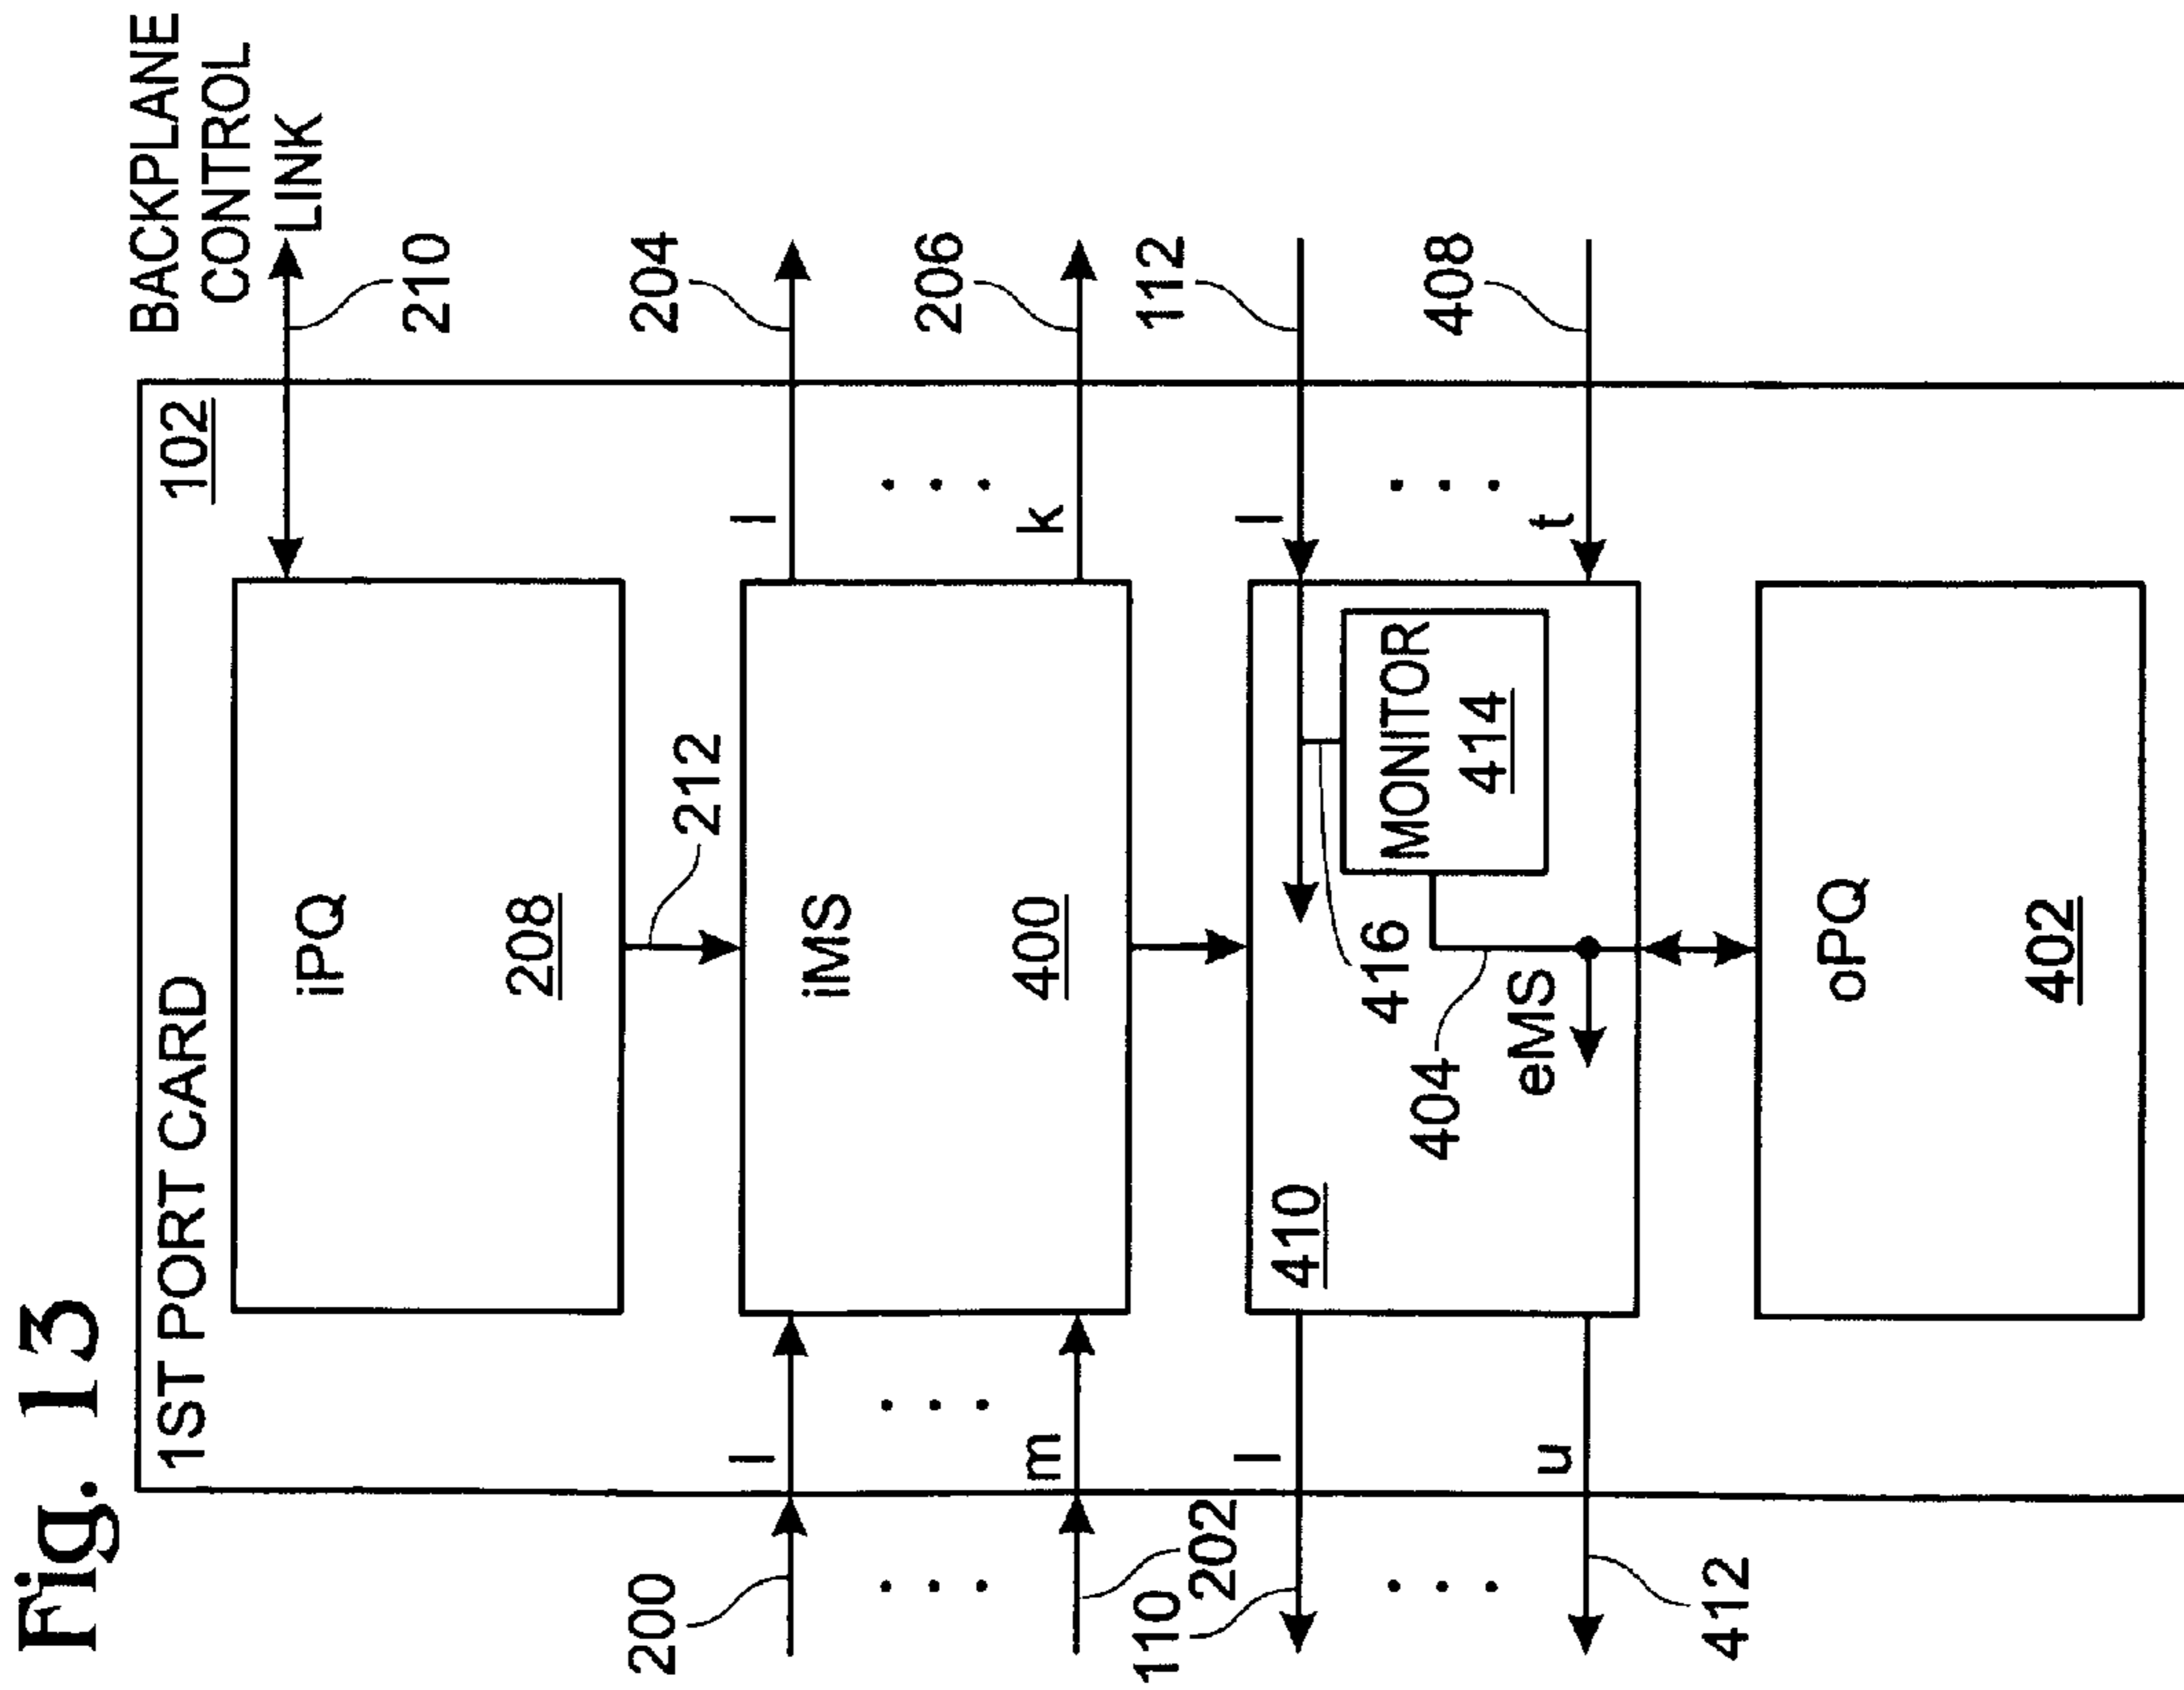 Fig. 13
BACKPLANE
CONTROL
LINK
1ST PORT CARD
102
210
iPQ
208
212
200
l
l
204
iMS
400
m
k
202
206
110
l
410
l
112
MONITOR
414
416
404
eMS
u
t
412
408
oPQ
402